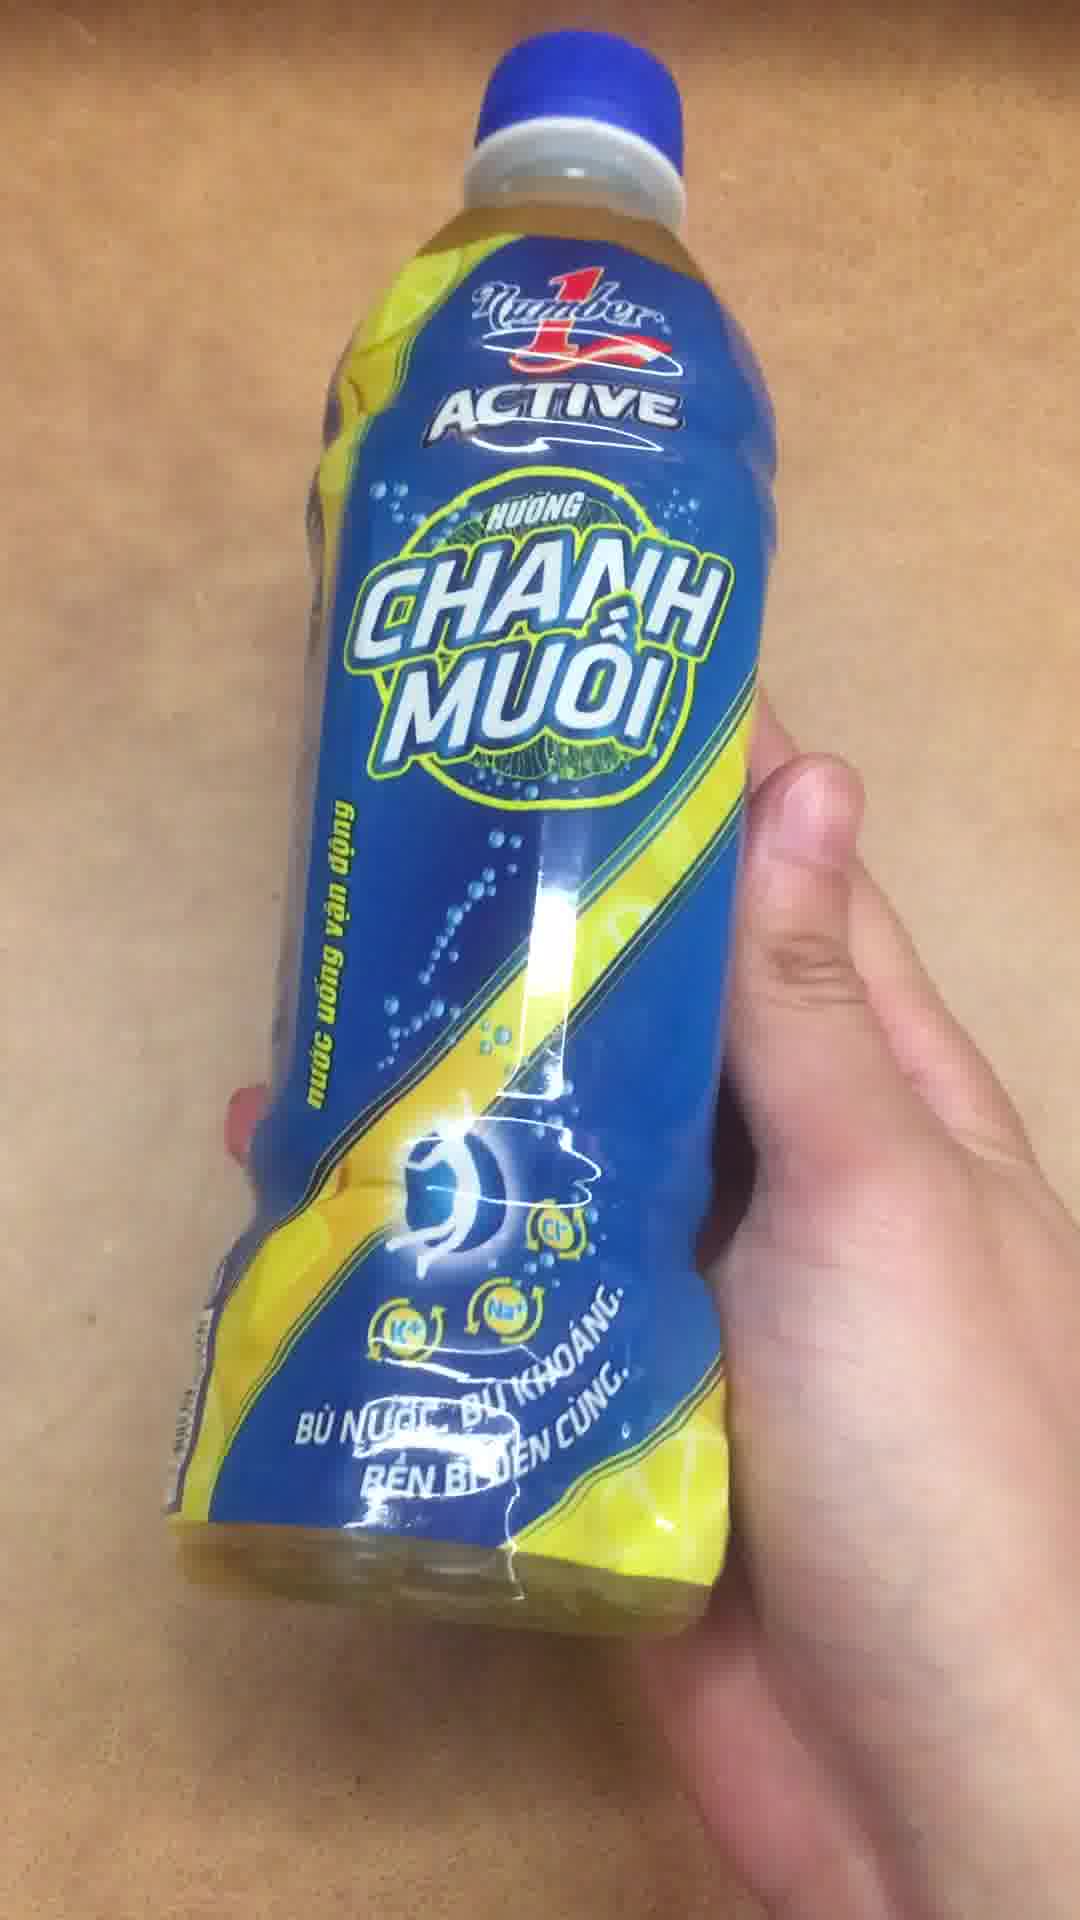 Number 1
ACTIVE
HƯƠNG
CHANH
MUỐI
nước uống vận động
Cl-
K+
Na+
BÙ NƯỚC, BÙ KHOÁNG.
BỀN BỈ ĐẾN CÙNG.